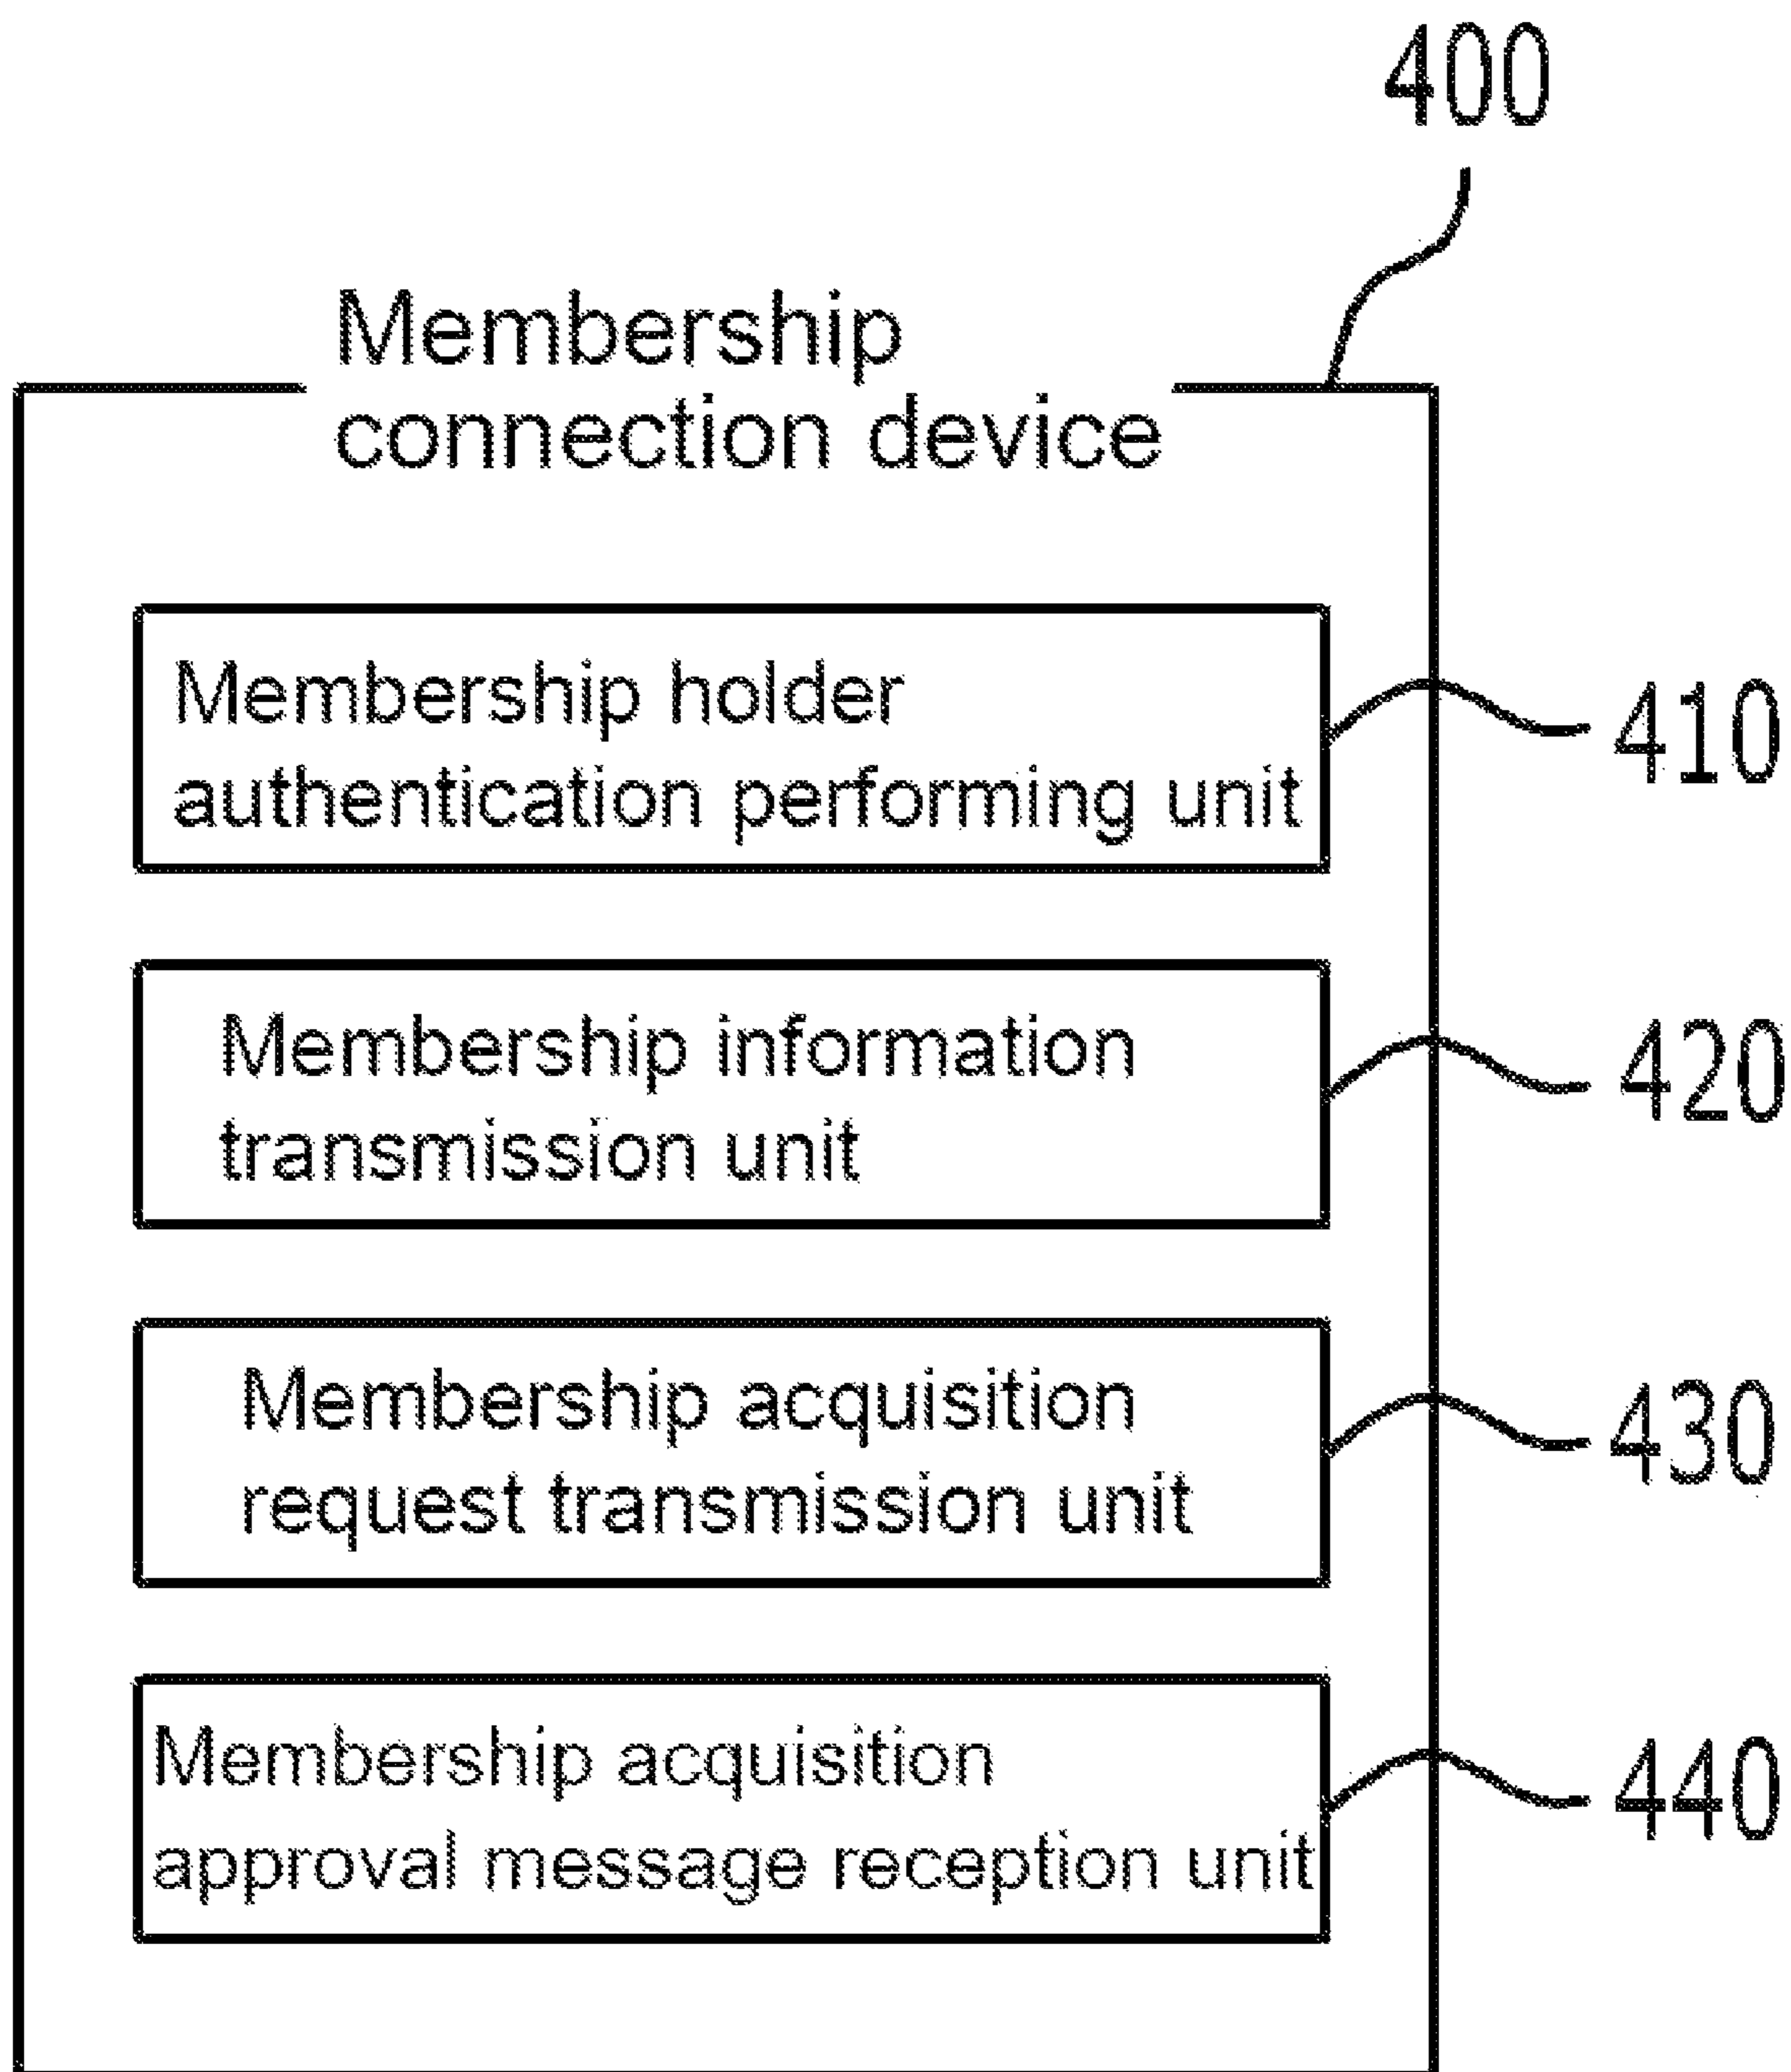 400
Membership
connection device
Membership holder
authentication performing unit
410
Membership information
transmission unit
420
Membership acquisition
request transmission unit
430
Membership acquisition
approval message reception unit
440